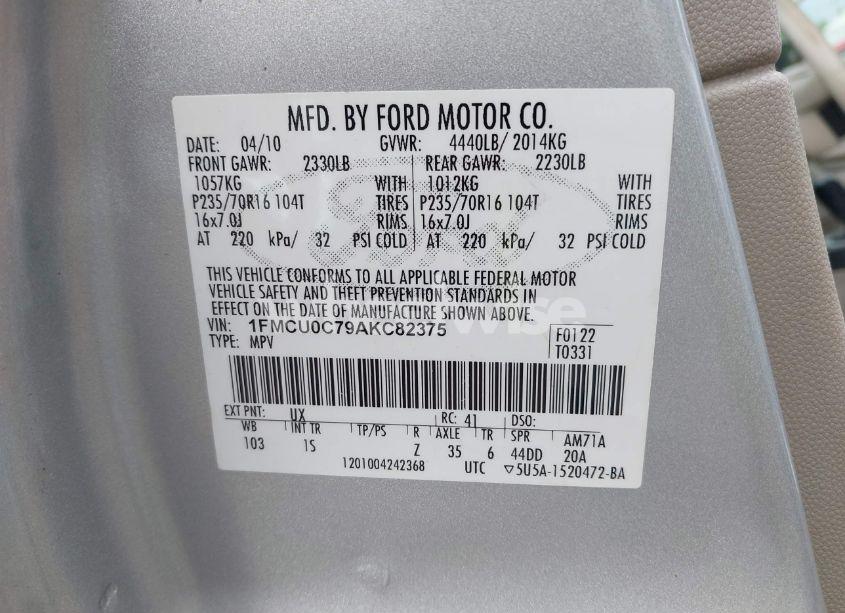 MFD. BY FORD MOTOR CO.
DATE: 04/10 GVWR: 4440LB/ 2014KG
FRONT GAWR: 2330LB REAR GAWR: 2230LB
1057KG WITH 1012KG WITH
P235/70R16 104T TIRES P235/70R16 104T TIRES
16x7.0J RIMS 16x7.0J RIMS
AT 220 kPa/ 32 PSI COLD AT 220 kPa/ 32 PSI COLD
THIS VEHICLE CONFORMS TO ALL APPLICABLE FEDERAL MOTOR
VEHICLE SAFETY AND THEFT PREVENTION STANDARDS IN
EFFECT ON THE DATE OF MANUFACTURE SHOWN ABOVE.
VIN: 1FMCU0C79AKC82375 F0122
TYPE: MPV T0331
EXT PNT: UX RC: 41 DSO:
WB INT TR TP/PS R AXLE TR SPR AM71A
103 IS Z 35 6 44DD 20A
1201004242368 UTC ▽5U5A-1520472-BA